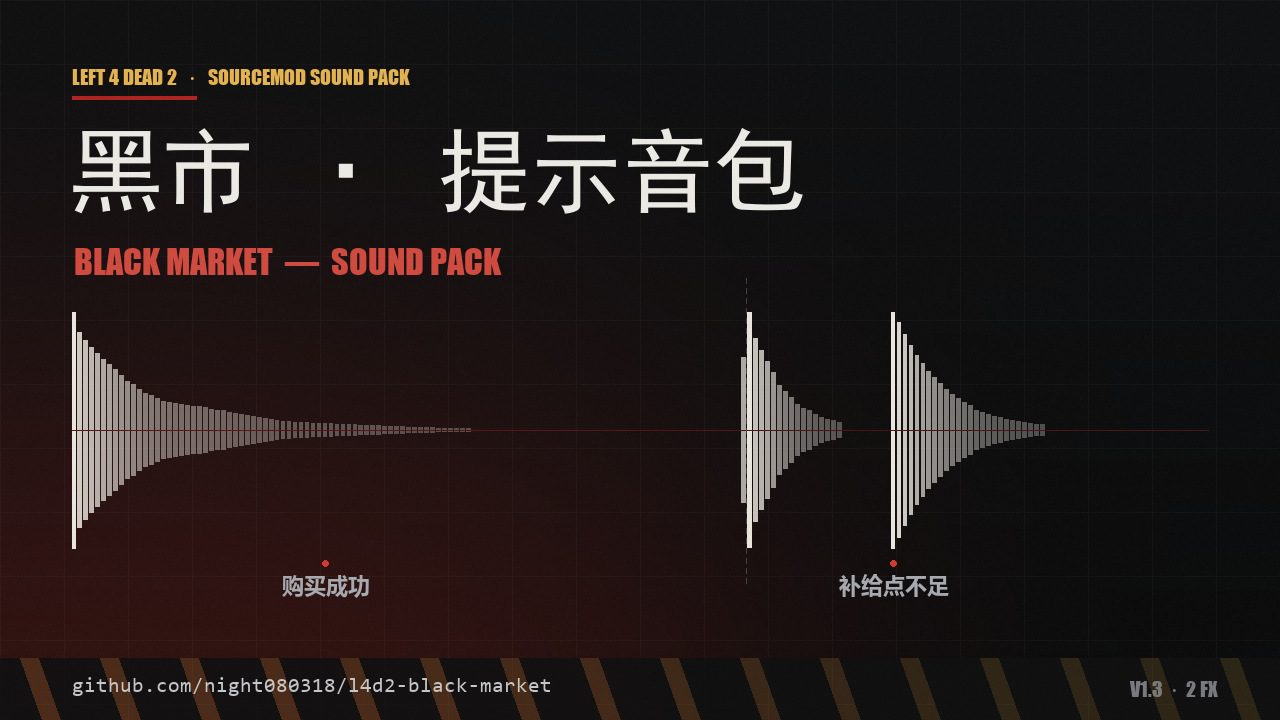 LEFT 4 DEAD 2 · SOURCEMOD SOUND PACK
黑市 · 提示音包
BLACK MARKET — SOUND PACK
购买成功
补给点不足
github.com/night080318/l4d2-black-market
V1.3 · 2 FX